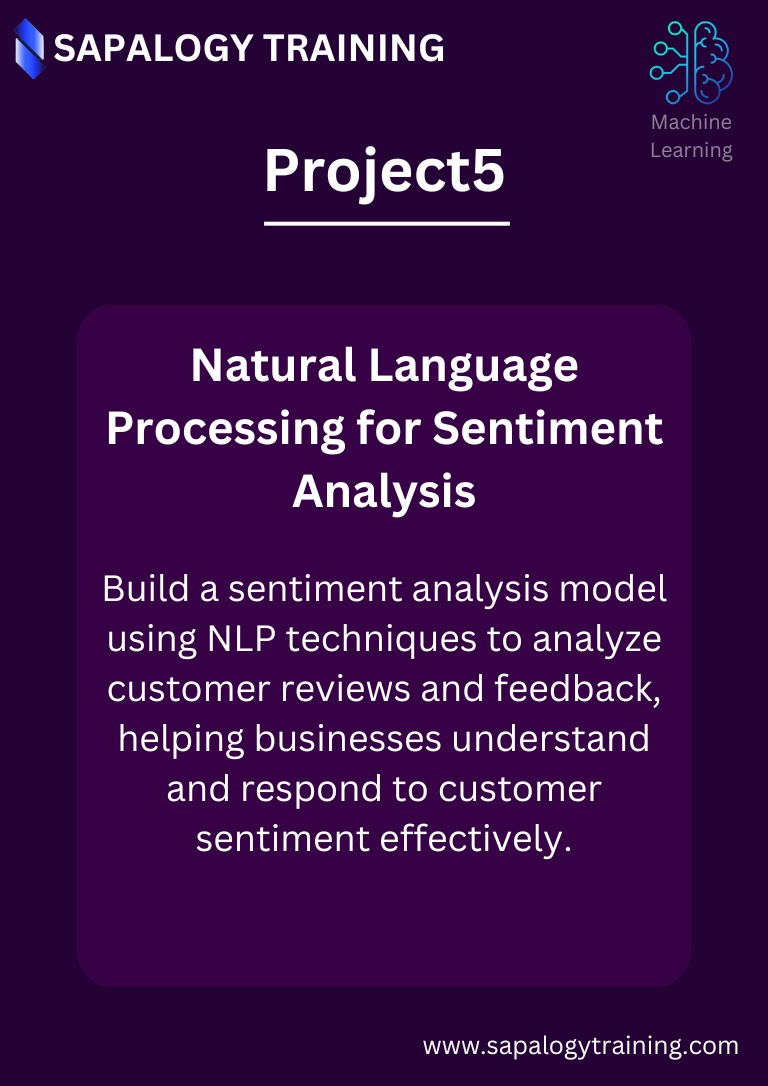 SAPALOGY TRAINING
Machine
Learning
Project5
Natural Language
Processing for Sentiment
Analysis
Build a sentiment analysis model
using NLP techniques to analyze
customer reviews and feedback,
helping businesses understand
and respond to customer
sentiment effectively.
www.sapalogytraining.com